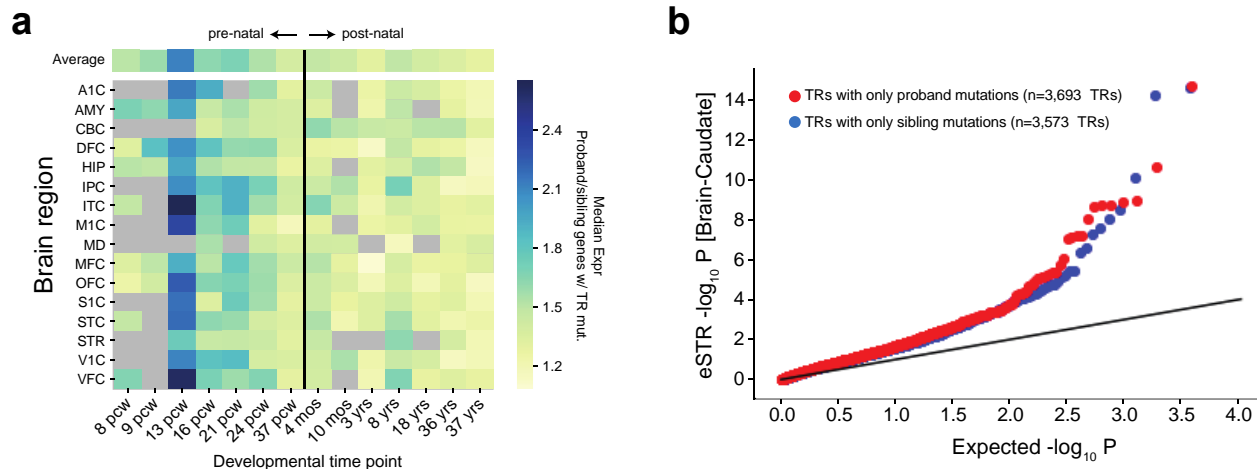 a
pre-natal
post-natal
Average
A1C
AMY
CBC
DFC
HIP
IPC
ITC
M1C
MD
MFC
OFC
S1C
STC
STR
V1C
VFC
Brain region
8 pcw
9 pcw
13 pcw
16 pcw
21 pcw
24 pcw
37 pcw
4 mos
10 mos
3 yrs
8 yrs
18 yrs
36 yrs
37 yrs
Developmental time point
2.4
2.1
1.8
1.5
1.2
Median Expr
Proband/sibling genes w/ TR mut.
b
TRs with only proband mutations (n=3,693 TRs)
TRs with only sibling mutations (n=3,573 TRs)
14
12
10
8
6
4
2
0
eSTR -log10 P [Brain-Caudate]
0.0
0.5
1.0
1.5
2.0
2.5
3.0
3.5
4.0
Expected -log10 P